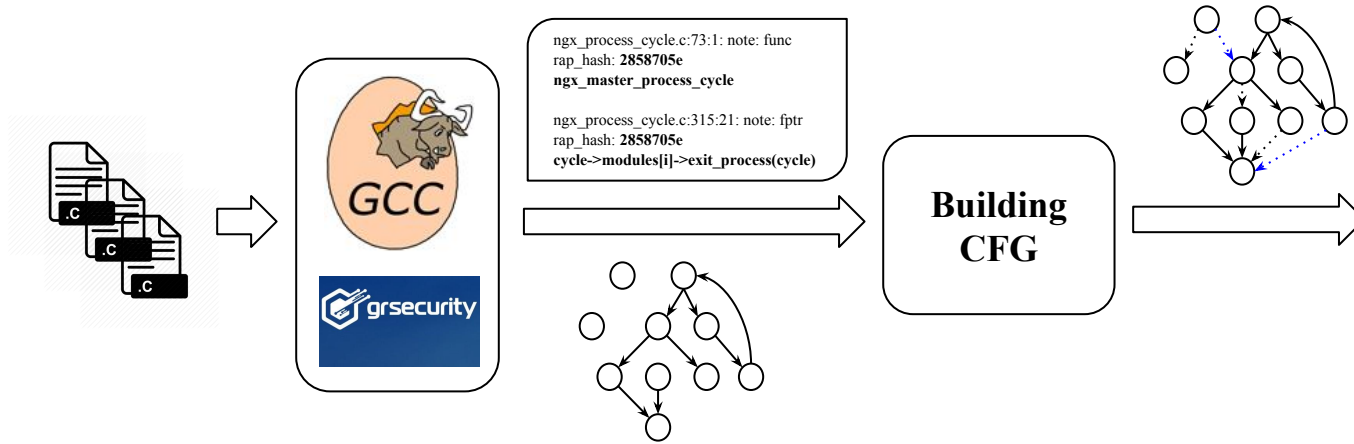 ngx_process_cycle.c:73:1: note: func
rap_hash: 2858705e
ngx_master_process_cycle
ngx_process_cycle.c:315:21: note: fptr
rap_hash: 2858705e
cycle->modules[i]->exit_process(cycle)
.C
.C
.C
GCC
grsecurity
Building
CFG